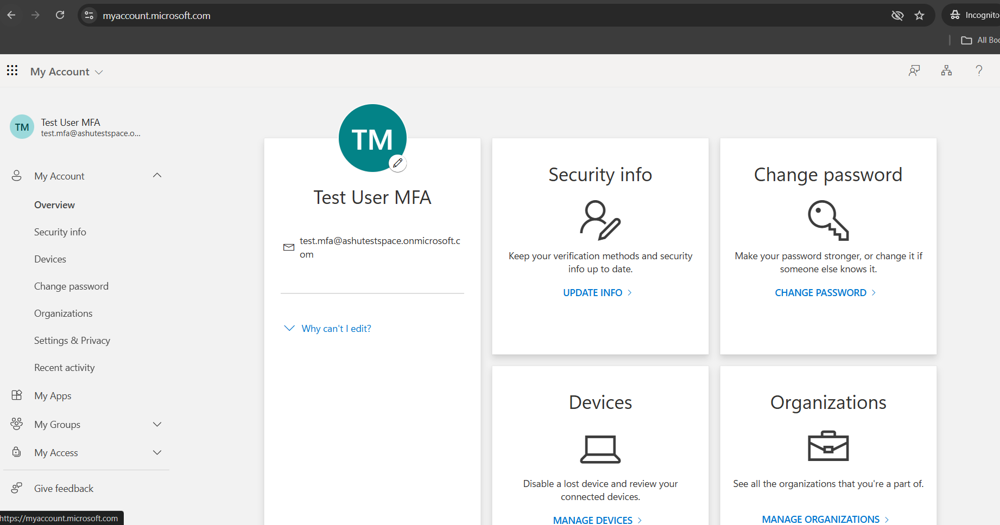 myaccount.microsoft.com
Incognito
All Boo
My Account
?
TM
Test User MFA
test.mfa@ashutestspace.o...
My Account
Overview
Security info
Devices
Change password
Organizations
Settings & Privacy
Recent activity
My Apps
My Groups
My Access
Give feedback
https://myaccount.microsoft.com
TM
Test User MFA
test.mfa@ashutestspace.onmicrosoft.c
om
Why can't I edit?
Security info
Keep your verification methods and security
info up to date.
UPDATE INFO
Change password
Make your password stronger, or change it if
someone else knows it.
CHANGE PASSWORD
Devices
Disable a lost device and review your
connected devices.
MANAGE DEVICES
Organizations
See all the organizations that you're a part of.
MANAGE ORGANIZATIONS